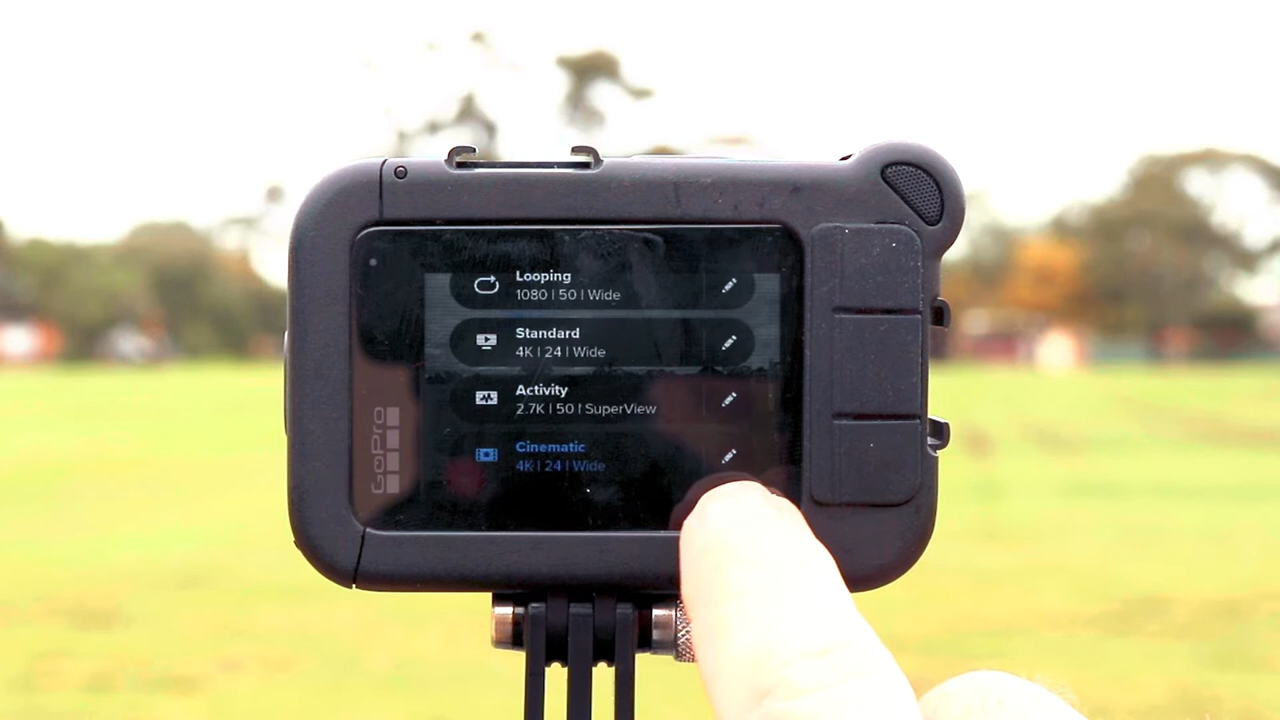 Looping
1080 | 50 | Wide
Standard
4K | 24 | Wide
Activity
2.7K | 50 | SuperView
Cinematic
4K | 24 | Wide
GoPro